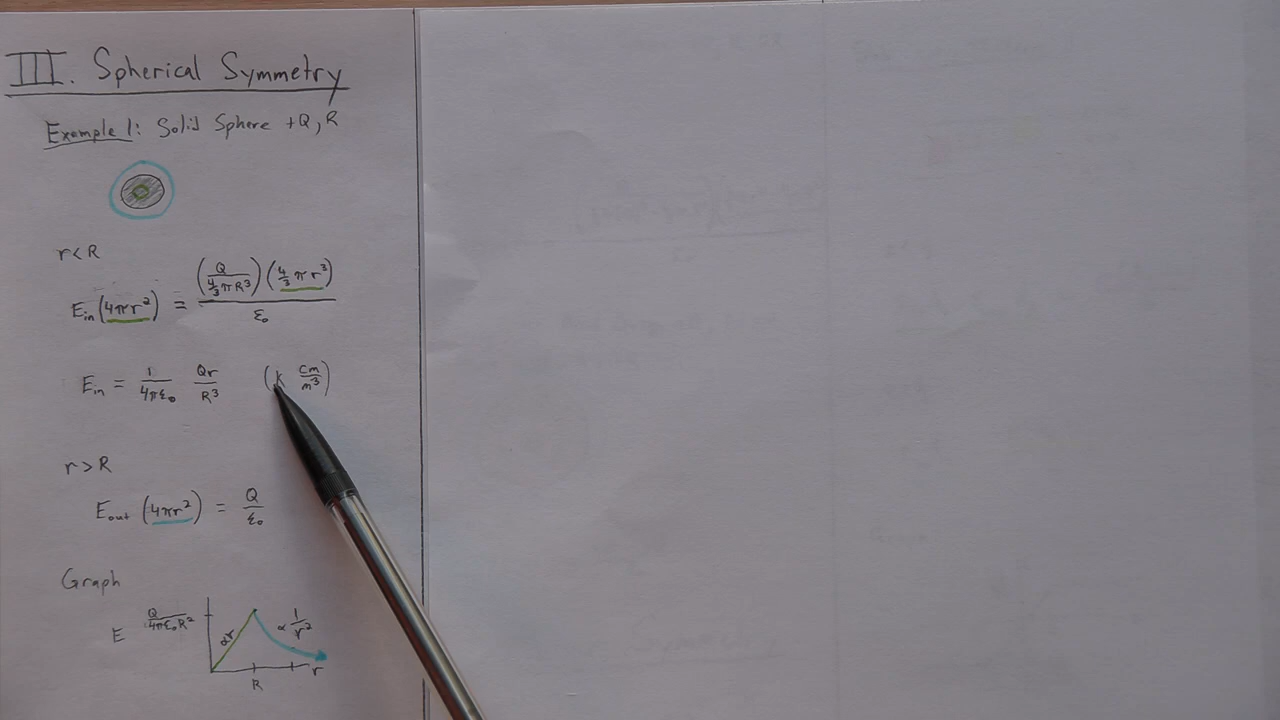 III. Spherical Symmetry
Example 1: Solid Sphere +Q, R
r<R
E_in (4πr²) = (Q / (4/3 πR³)) (4/3 πr³) / ε₀
E_in = 1/(4πε₀) Qr/R³ (k Cm/m³)
r>R
E_out (4πr²) = Q/ε₀
Graph
E Q/(4πε₀R²) αr α 1/r² r
R